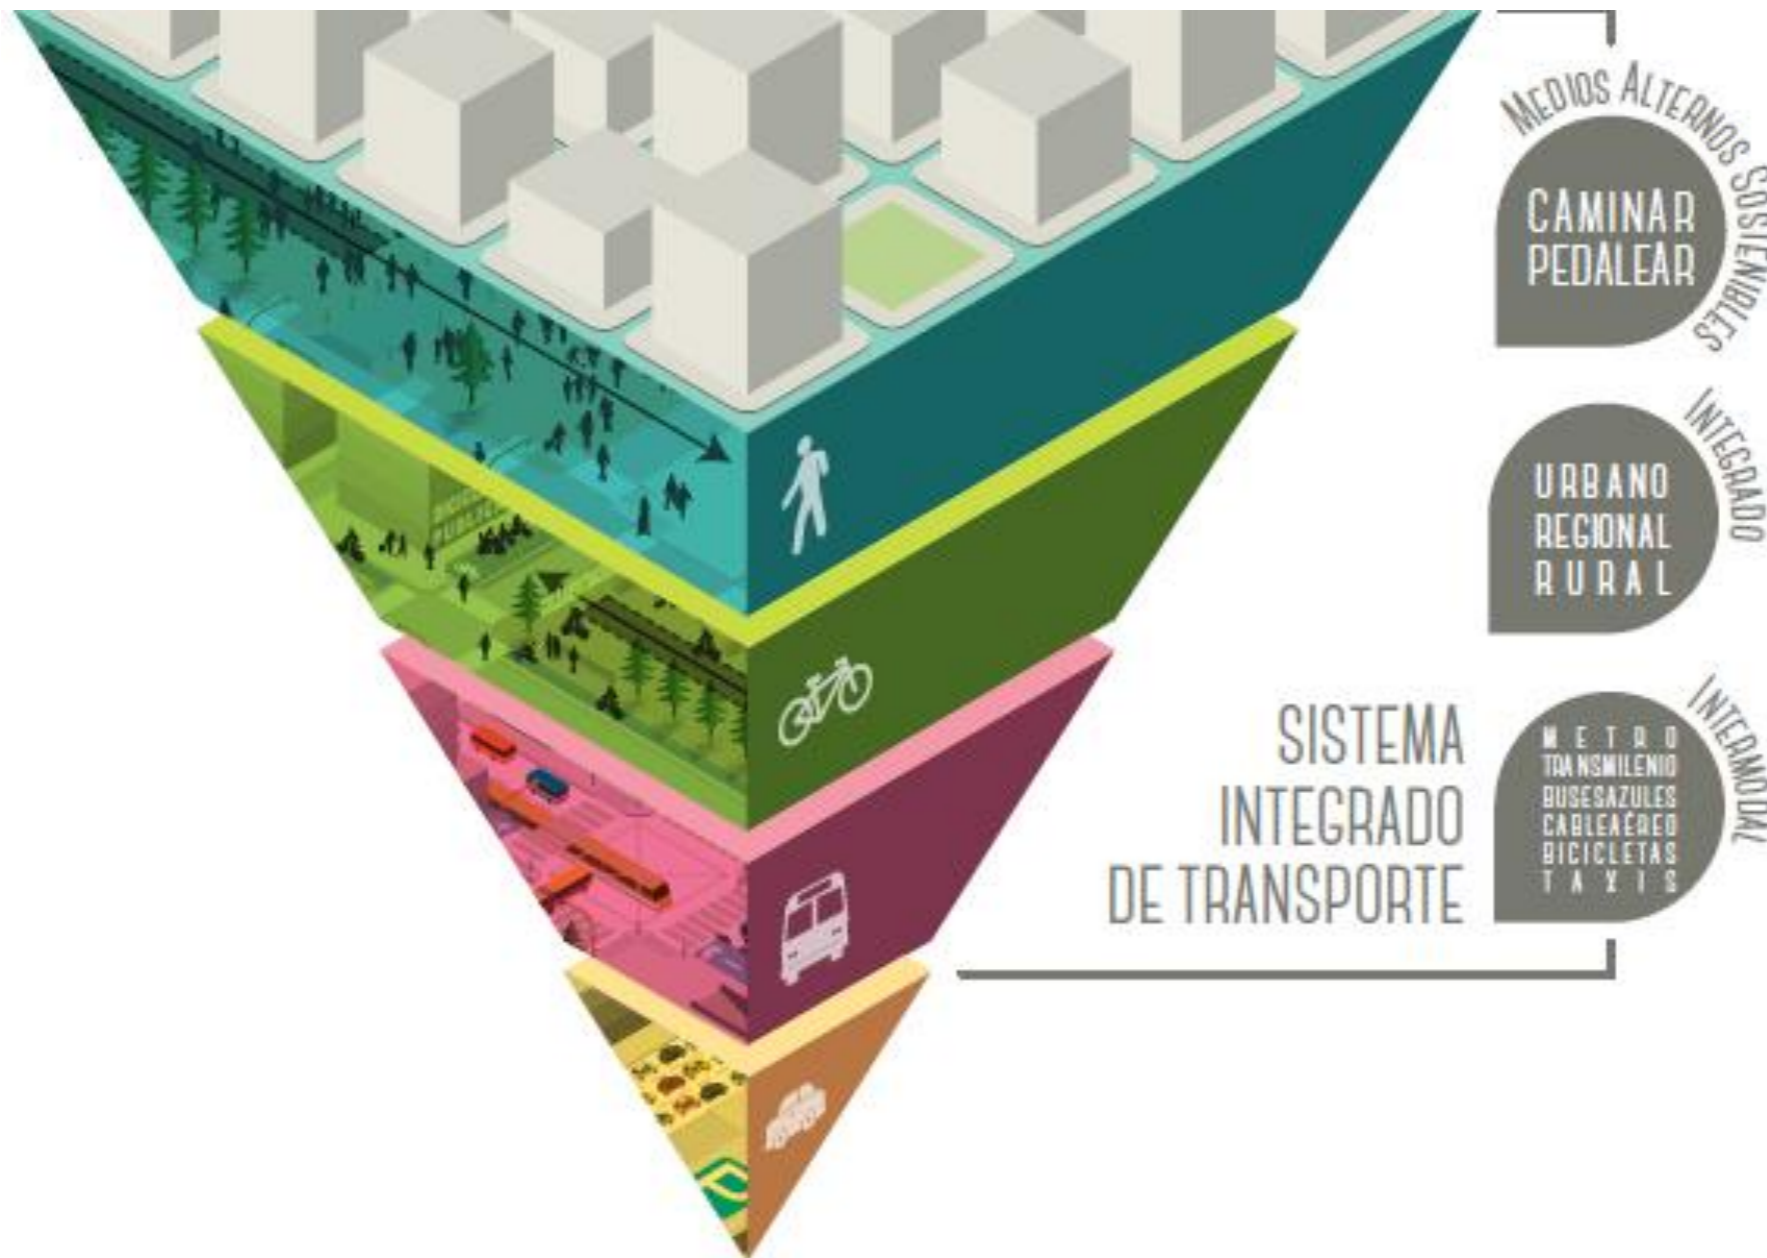 MEDIOS ALTERNOS SOSTENIBLES
CAMINAR
PEDALEAR
INTEGRADO
URBANO
REGIONAL
RURAL
SISTEMA
INTEGRADO
DE TRANSPORTE
INTERMODAL
METRO
TRANSMILENIO
BUSESAZULES
CABLEAÉREO
BICICLETAS
TAXIS